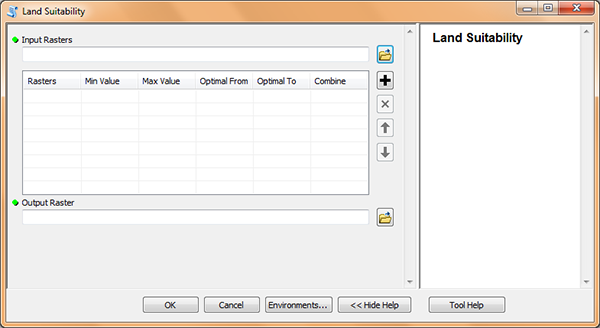 Land Suitability
Input Rasters
Rasters Min Value Max Value Optimal From Optimal To Combine
Output Raster
Land Suitability
OK Cancel Environments... << Hide Help Tool Help